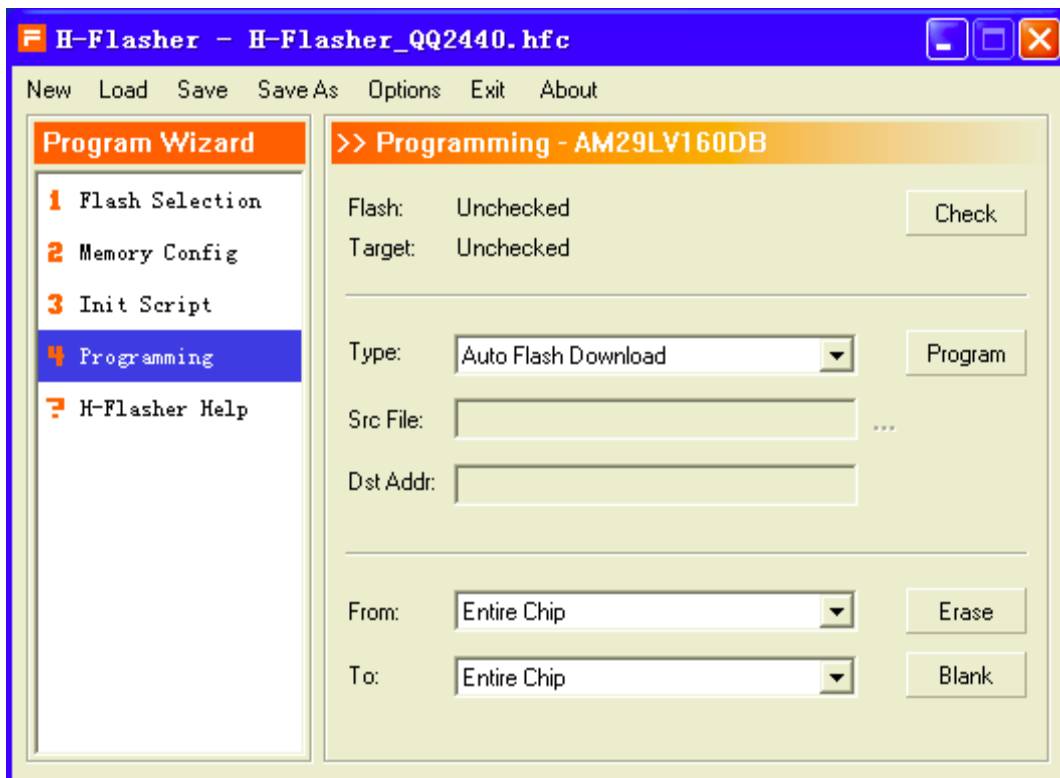 H-Flasher - H-Flasher_QQ2440.hfc
New Load Save Save As Options Exit About
Program Wizard
1 Flash Selection
2 Memory Config
3 Init Script
4 Programming
? H-Flasher Help
>> Programming - AM29LV160DB
Flash: Unchecked
Check
Target: Unchecked
Type: Auto Flash Download
Program
Src File:
...
Dst Addr:
From: Entire Chip
Erase
To: Entire Chip
Blank